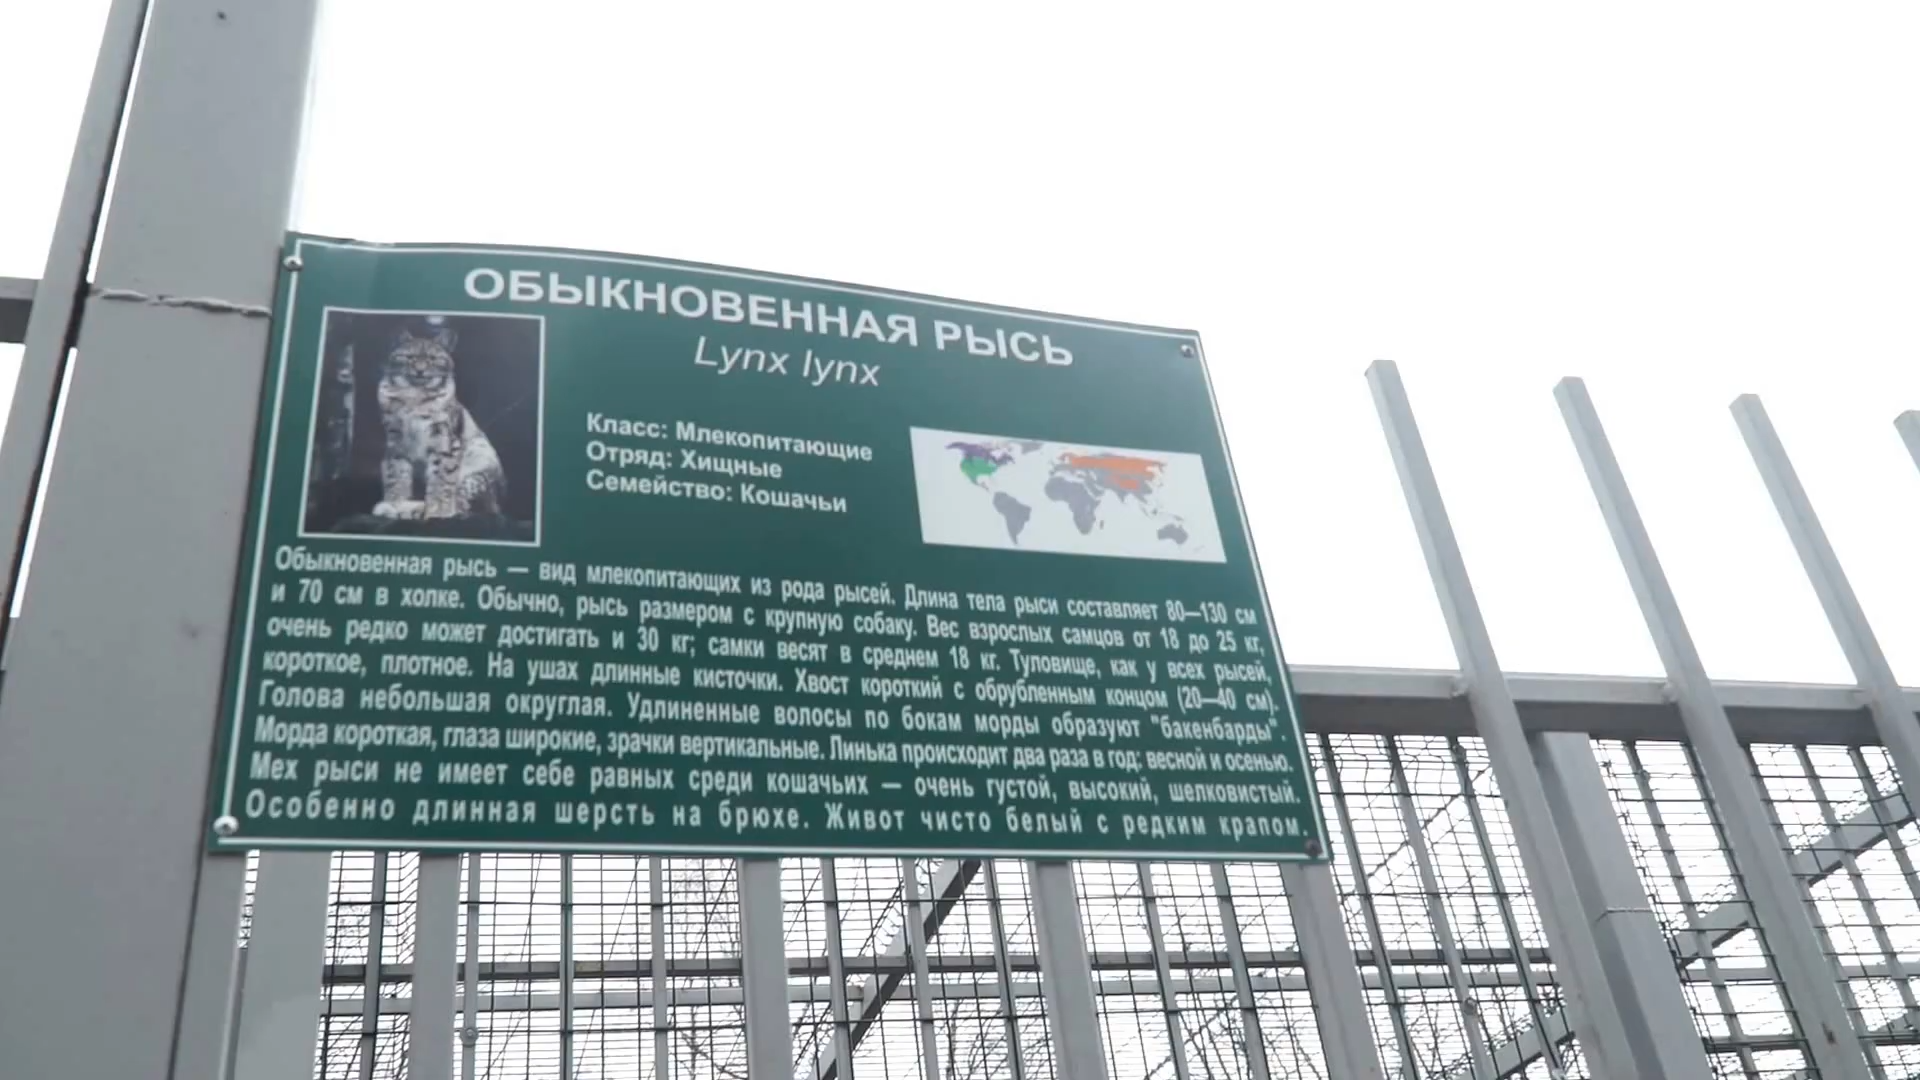 ОБЫКНОВЕННАЯ РЫСЬ
Lynx lynx
Класс: Млекопитающие
Отряд: Хищные
Семейство: Кошачьи
Обыкновенная рысь — вид млекопитающих из рода рысей. Длина тела рыси составляет 80—130 см
и 70 см в холке. Обычно, рысь размером с крупную собаку. Вес взрослых самцов от 18 до 25 кг,
очень редко может достигать и 30 кг; самки весят в среднем 18 кг. Туловище, как у всех рысей,
короткое, плотное. На ушах длинные кисточки. Хвост короткий с обрубленным концом (20—40 см).
Голова небольшая округлая. Удлиненные волосы по бокам морды образуют "бакенбарды".
Морда короткая, глаза широкие, зрачки вертикальные. Линька происходит два раза в год: весной и осенью.
Мех рыси не имеет себе равных среди кошачьих — очень густой, высокий, шелковистый.
Особенно длинная шерсть на брюхе. Живот чисто белый с редким крапом.